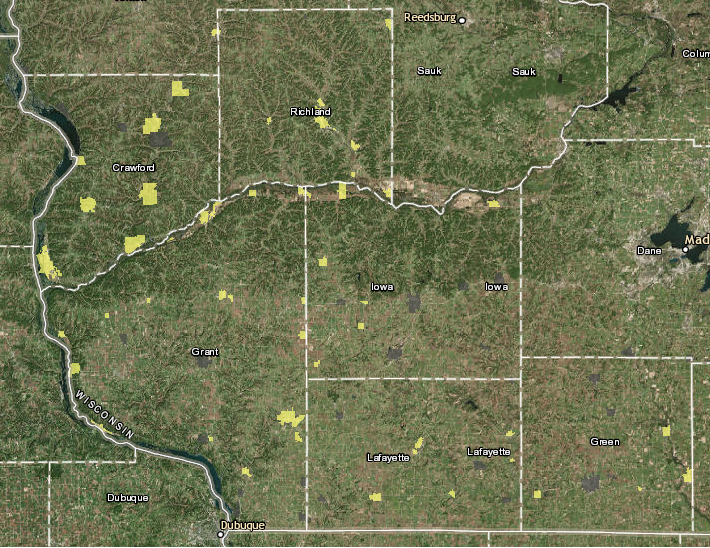 Reedsburg
Colum
Sauk
Sauk
Richland
Crawford
Mad
Dane
Iowa
Iowa
Grant
WISCONSIN
Green
Lafayette
Lafayette
Dubuque
Dubuque